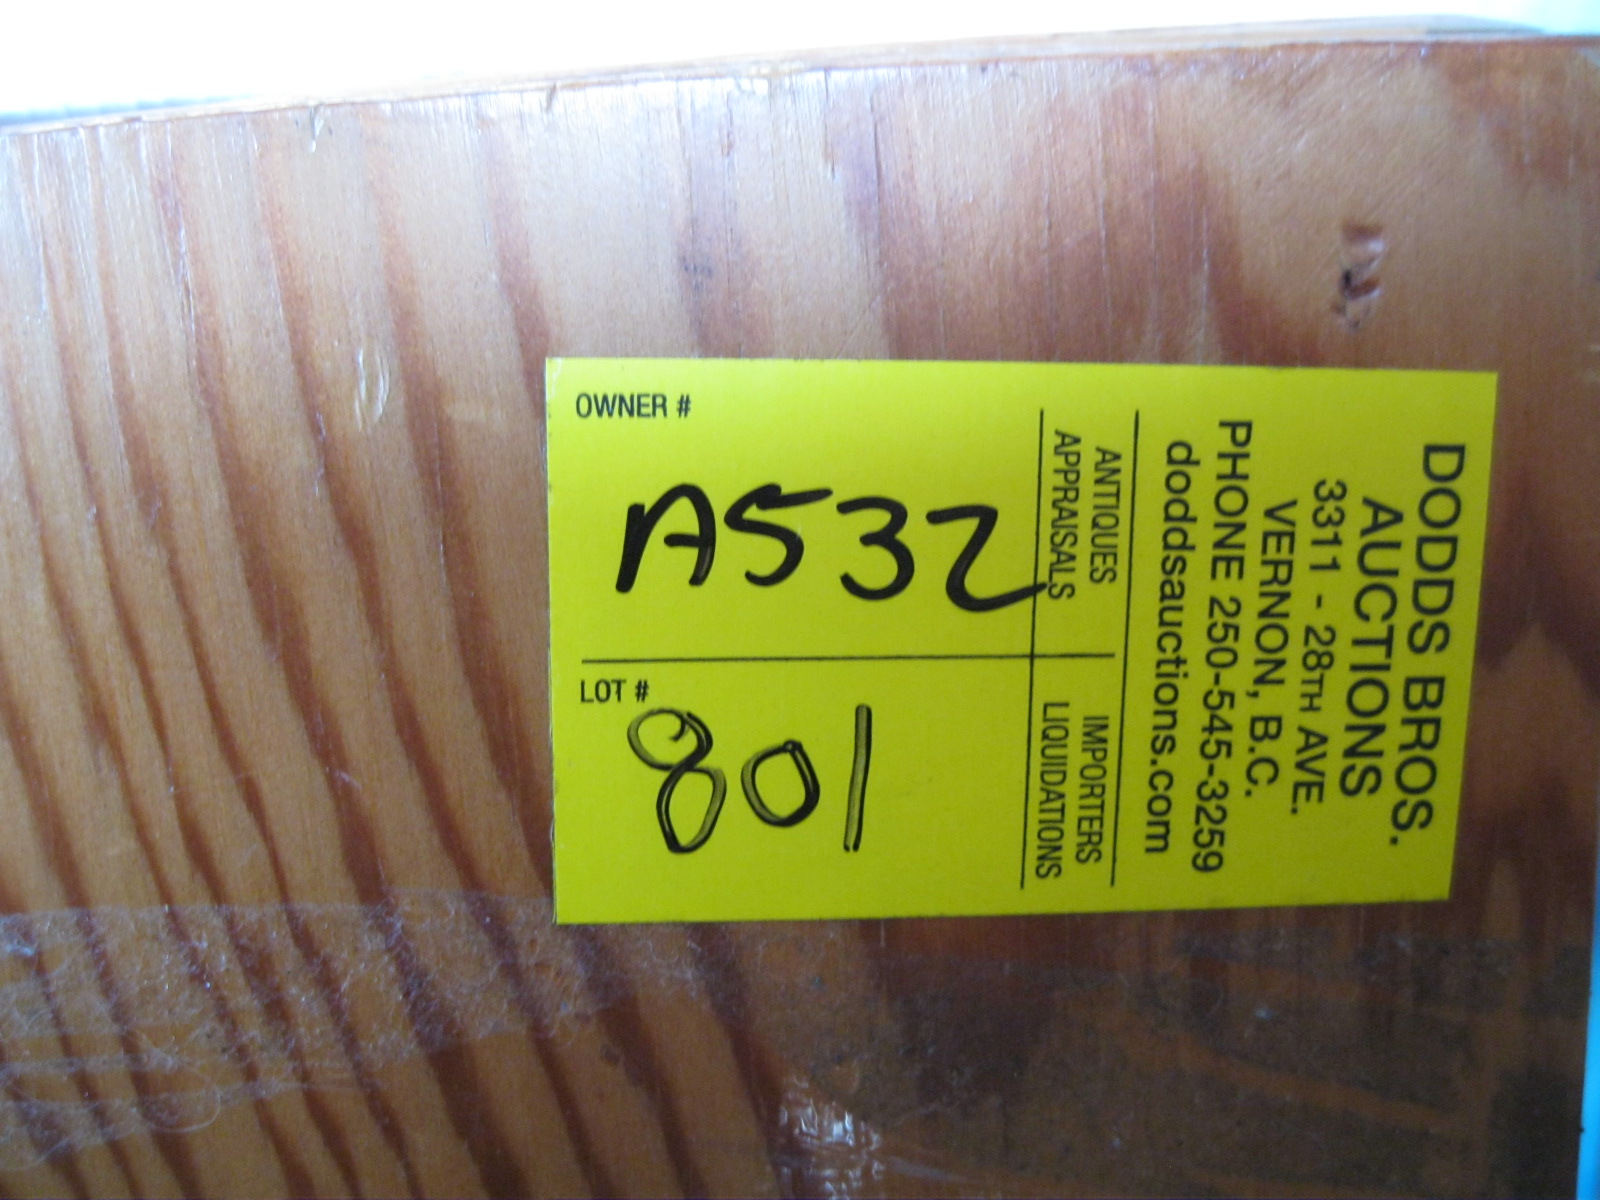 DODDS BROS.
AUCTIONS
3311 - 28TH AVE.
VERNON, B.C.
PHONE 250-545-3259
doddsauctions.com
ANTIQUES
APPRAISALS
IMPORTERS
LIQUIDATIONS
OWNER #
A532
LOT #
801